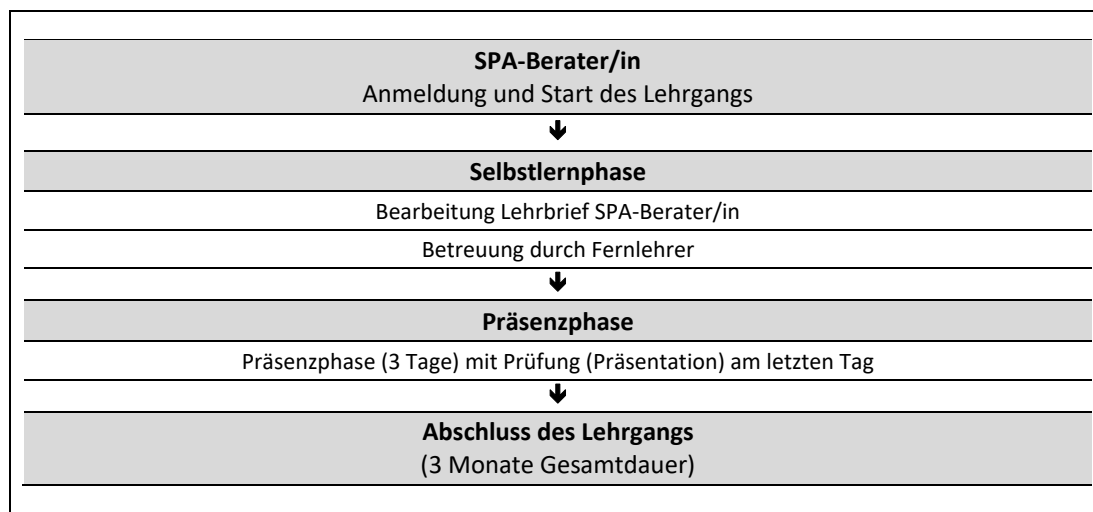 SPA-Berater/in
Anmeldung und Start des Lehrgangs
Selbstlernphase
Bearbeitung Lehrbrief SPA-Berater/in
Betreuung durch Fernlehrer
Präsenzphase
Präsenzphase (3 Tage) mit Prüfung (Präsentation) am letzten Tag
Abschluss des Lehrgangs
(3 Monate Gesamtdauer)